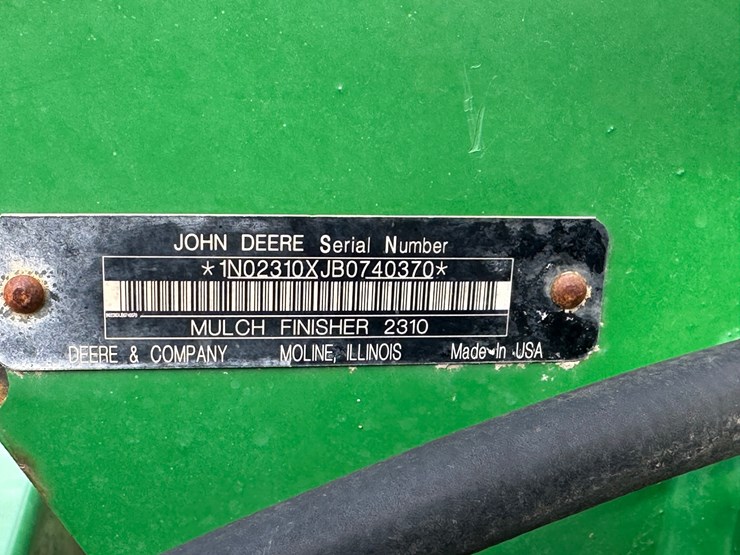 JOHN DEERE Serial Number
*1N02310XJB0740370*
MULCH FINISHER 2310
DEERE & COMPANY MOLINE, ILLINOIS Made In USA